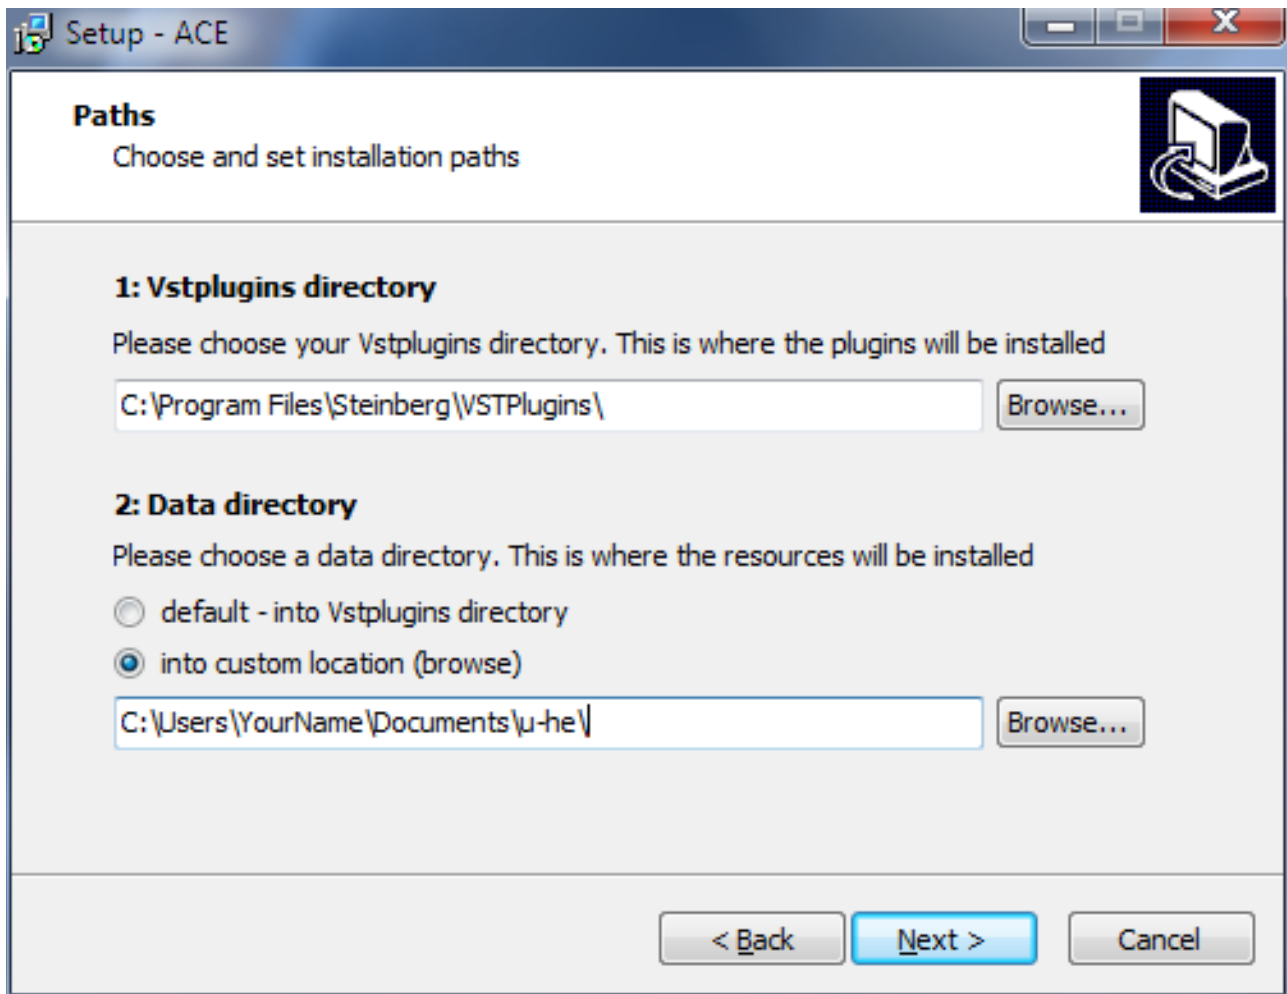 Setup - ACE
Paths
Choose and set installation paths
1: Vstplugins directory
Please choose your Vstplugins directory. This is where the plugins will be installed
C:\Program Files\Steinberg\VSTPlugins\
Browse...
2: Data directory
Please choose a data directory. This is where the resources will be installed
default - into Vstplugins directory
into custom location (browse)
C:\Users\YourName\Documents\u-he\
Browse...
< Back
Next >
Cancel